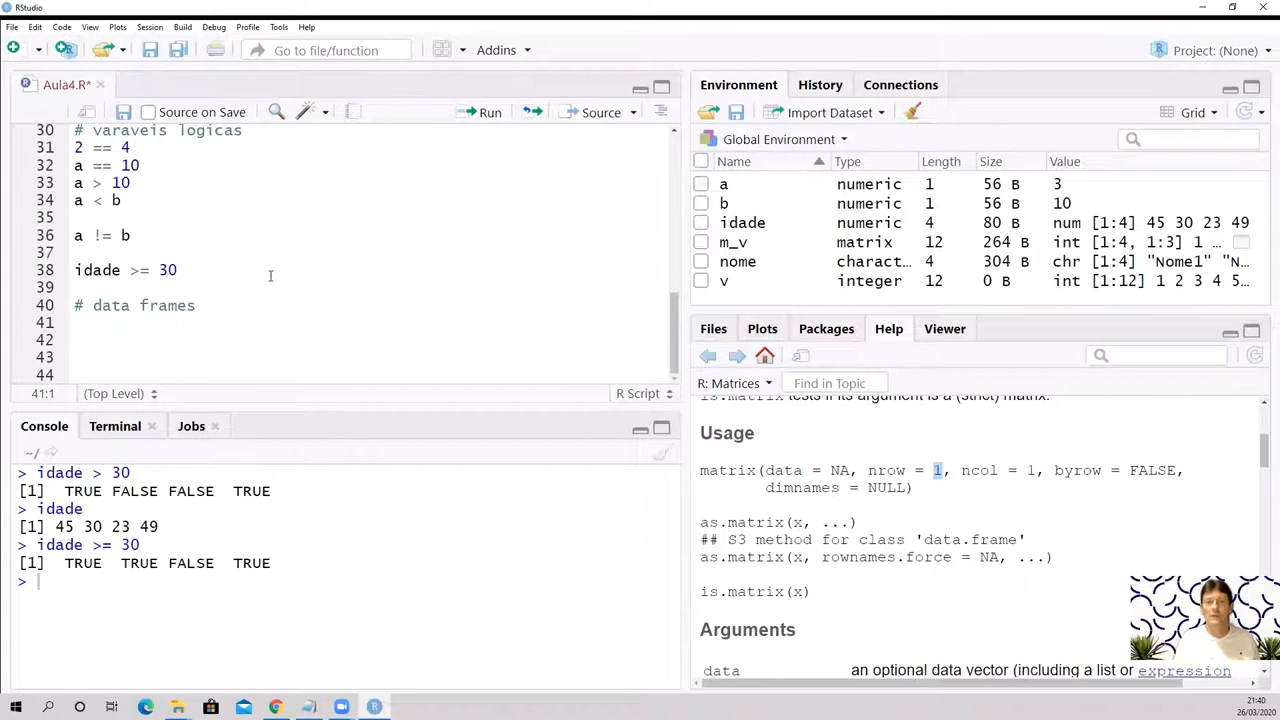 RStudio
File Edit Code View Plots Session Build Debug Profile Tools Help
Go to file/function Addins Project: (None)
Aula4.R*
Source on Save Run Source
30 # varaveis logicas
31 2 == 4
32 a == 10
33 a > 10
34 a < b
35
36 a != b
37
38 idade >= 30
39
40 # data frames
41
42
43
44
41:1 (Top Level) R Script
Console Terminal Jobs
~/
> idade > 30
[1] TRUE FALSE FALSE TRUE
> idade
[1] 45 30 23 49
> idade >= 30
[1] TRUE TRUE FALSE TRUE
>
Environment History Connections
Import Dataset Grid
Global Environment
Name Type Length Size Value
a numeric 1 56 B 3
b numeric 1 56 B 10
idade numeric 4 80 B num [1:4] 45 30 23 49
m_v matrix 12 264 B int [1:4, 1:3] 1 ...
nome charact… 4 304 B chr [1:4] "Nome1" "N…
v integer 12 0 B int [1:12] 1 2 3 4 5…
Files Plots Packages Help Viewer
R: Matrices Find in Topic
is.matrix tests if its argument is a (strict) matrix.
Usage
matrix(data = NA, nrow = 1, ncol = 1, byrow = FALSE,
dimnames = NULL)
as.matrix(x, ...)
## S3 method for class 'data.frame'
as.matrix(x, rownames.force = NA, ...)
is.matrix(x)
Arguments
data an optional data vector (including a list or expression
21:40
26/03/2020